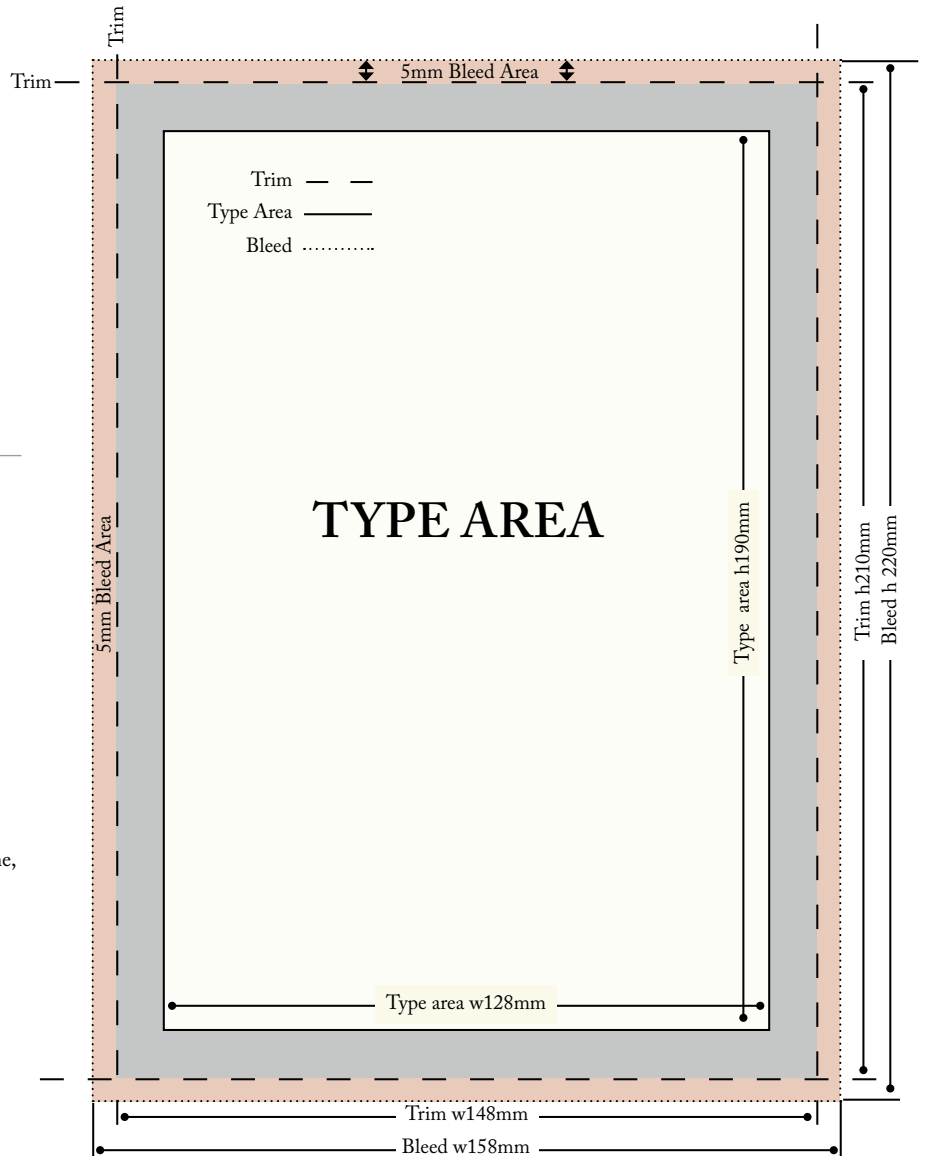 Trim
5mm Bleed Area
Trim
Trim
Type Area
Bleed
TYPE AREA
Type area h190mm
Trim h210mm
Bleed h 220mm
5mm Bleed Area
Type area w128mm
Trim w148mm
Bleed w158mm